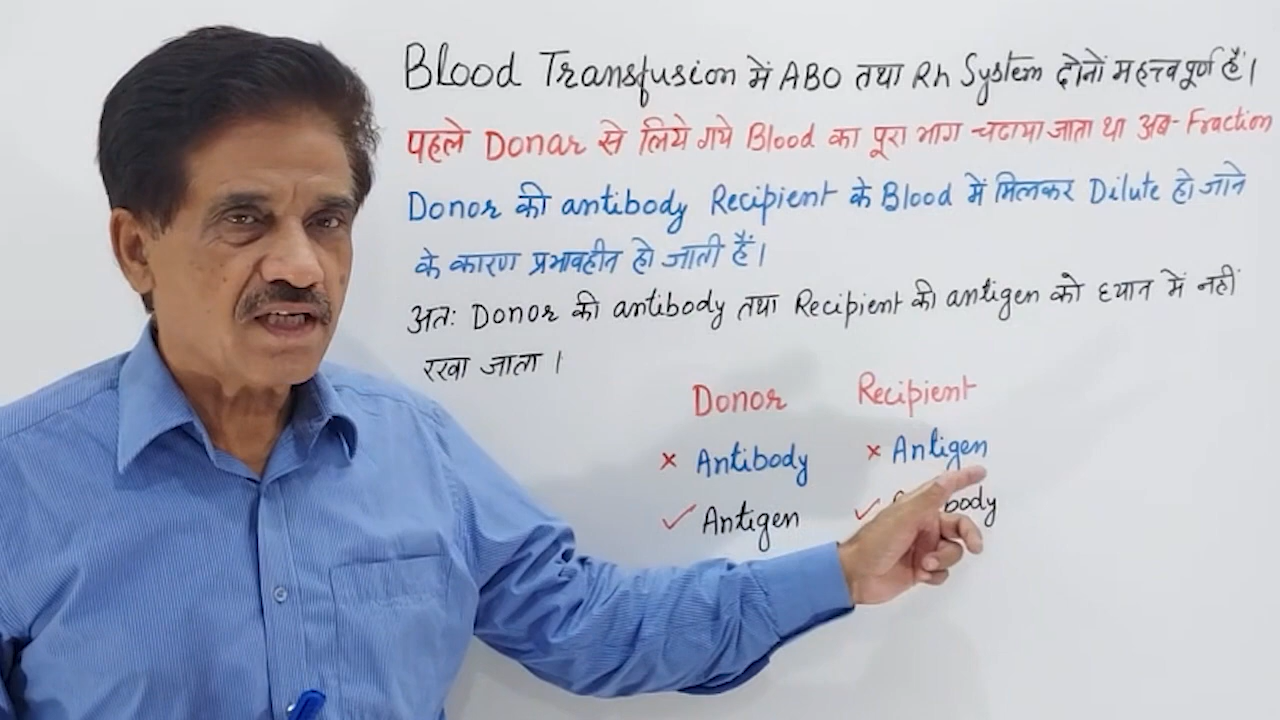 Blood Transfusion में ABO तथा Rh System दोनों महत्त्वपूर्ण हैं।
पहले Donar से लिये गये Blood का पूरा भाग चढाया जाता था अब-Fraction
Donor की antibody Recipient के Blood में मिलकर Dilute हो जाने
के कारण प्रभावहीन हो जाती हैं।
अतः Donor की antibody तथा Recipient की antigen को ध्यान में नहीं
रखा जाता ।
Donor Recipient
× Antibody × Antigen
✓ Antigen ✓ body